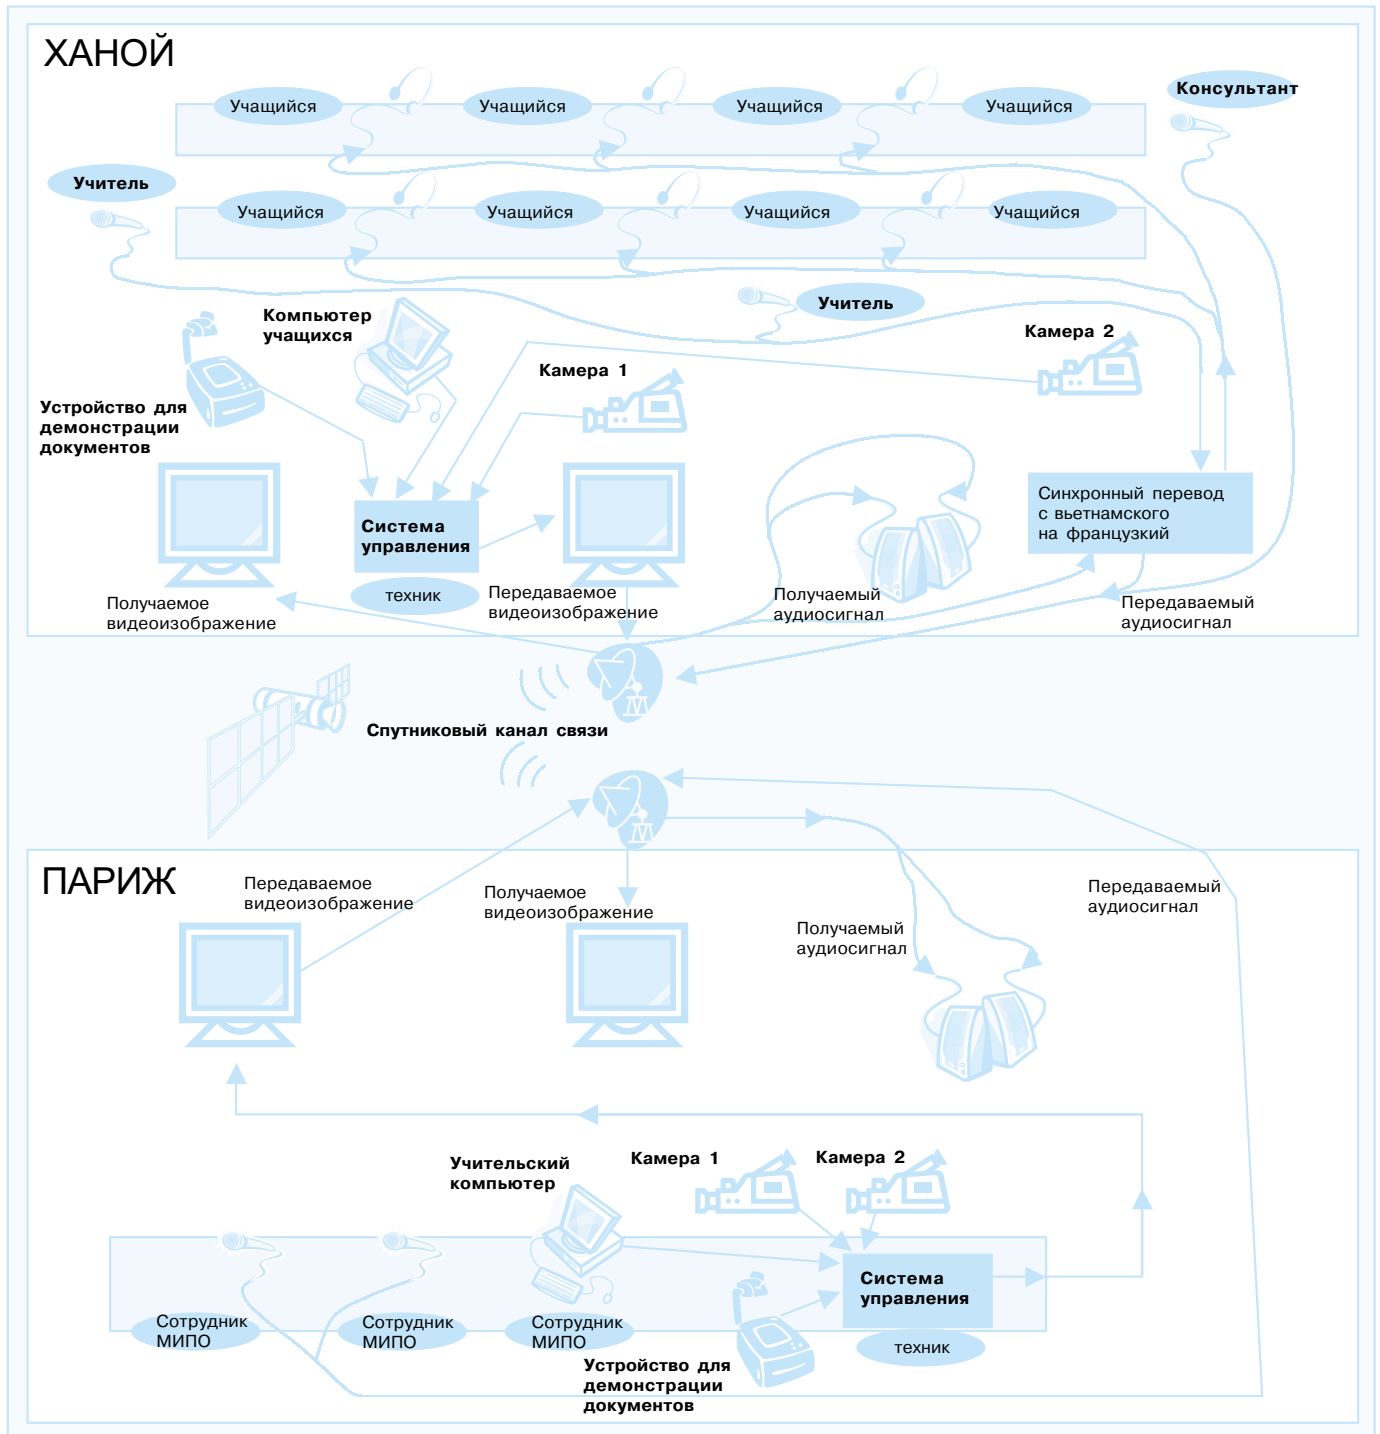 ХАНОЙ
Консультант
Учащийся
Учащийся
Учащийся
Учащийся
Учитель
Учащийся
Учащийся
Учащийся
Учащийся
Учитель
Компьютер
учащихся
Камера 2
Камера 1
Устройство для
демонстрации
документов
Система
управления
Синхронный перевод
с вьетнамского
на французкий
техник
Получаемое
видеоизображение
Передаваемое
видеоизображение
Получаемый
аудиосигнал
Передаваемый
аудиосигнал
Спутниковый канал связи
ПАРИЖ
Передаваемое
видеоизображение
Получаемое
видеоизображение
Получаемый
аудиосигнал
Передаваемый
аудиосигнал
Учительский
компьютер
Камера 1
Камера 2
Система
управления
Сотрудник
МИПО
Сотрудник
МИПО
Сотрудник
МИПО
техник
Устройство для
демонстрации
документов